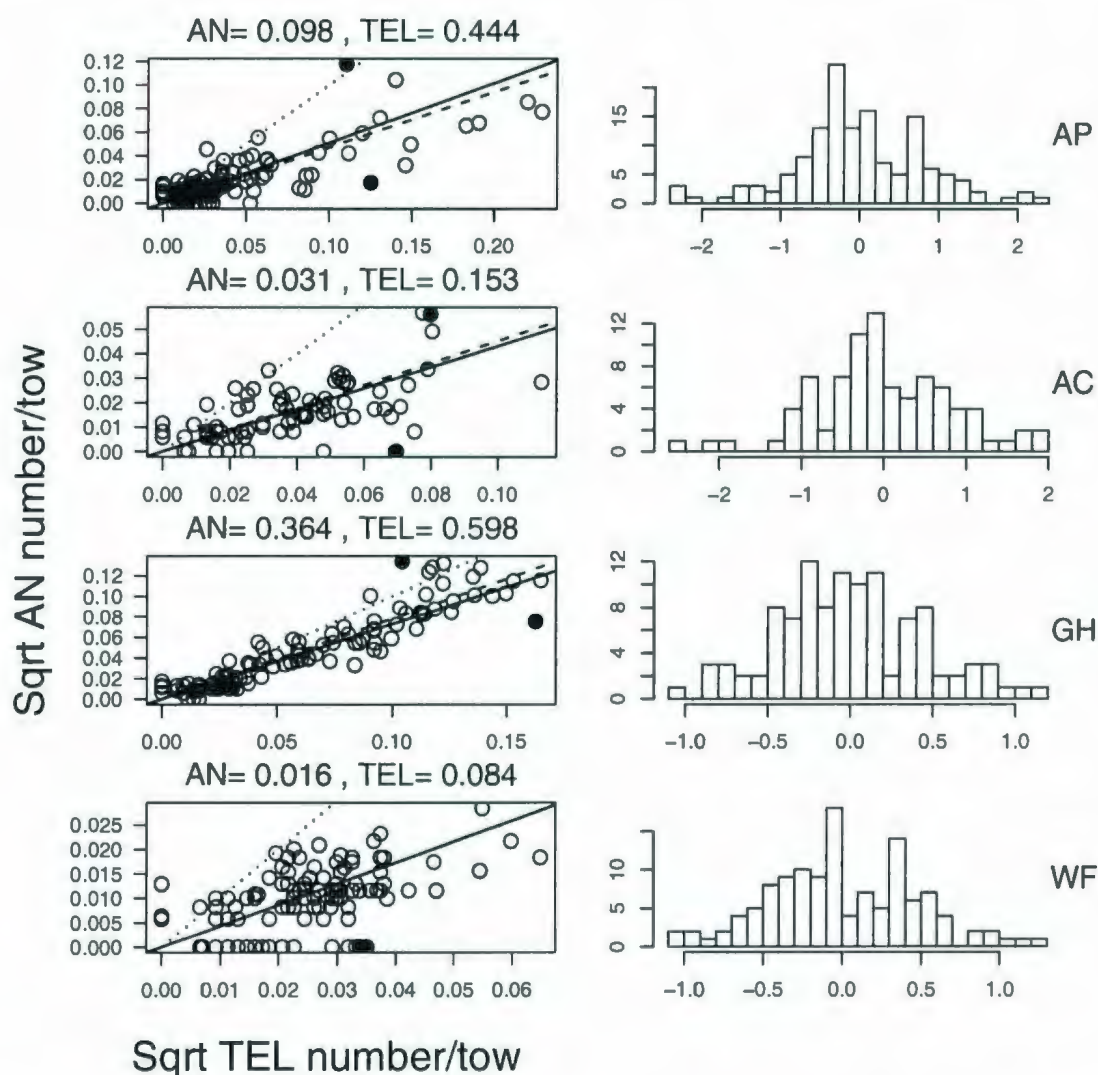 AN= 0.098 , TEL= 0.444
0.12
0.10
0.08
0.06
0.04
0.02
0.00
0.00 0.05 0.10 0.15 0.20
15
5
0
-2 -1 0 1 2
AP
AN= 0.031 , TEL= 0.153
0.05
0.04
0.03
0.02
0.01
0.00
0.00 0.02 0.04 0.06 0.08 0.10
12
8
4
0
-2 -1 0 1 2
AC
AN= 0.364 , TEL= 0.598
0.12
0.10
0.08
0.06
0.04
0.02
0.00
0.00 0.05 0.10 0.15
12
8
4
0
-1.0 -0.5 0.0 0.5 1.0
GH
AN= 0.016 , TEL= 0.084
0.025
0.020
0.015
0.010
0.005
0.000
0.00 0.01 0.02 0.03 0.04 0.05 0.06
10
5
0
-1.0 -0.5 0.0 0.5 1.0
WF
Sqrt AN number/tow
Sqrt TEL number/tow